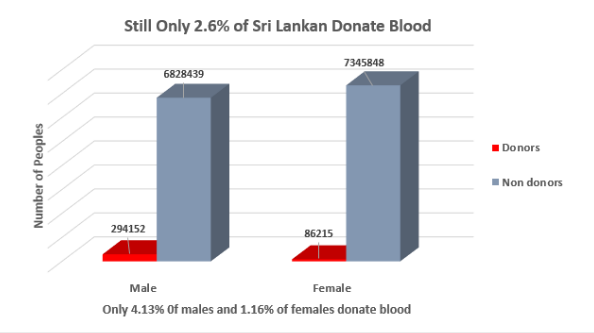 Still Only 2.6% of Sri Lankan Donate Blood
6828439
7345848
294152
86215
Number of Peoples
Donors
Non donors
Male
Female
Only 4.13% 0f males and 1.16% of females donate blood